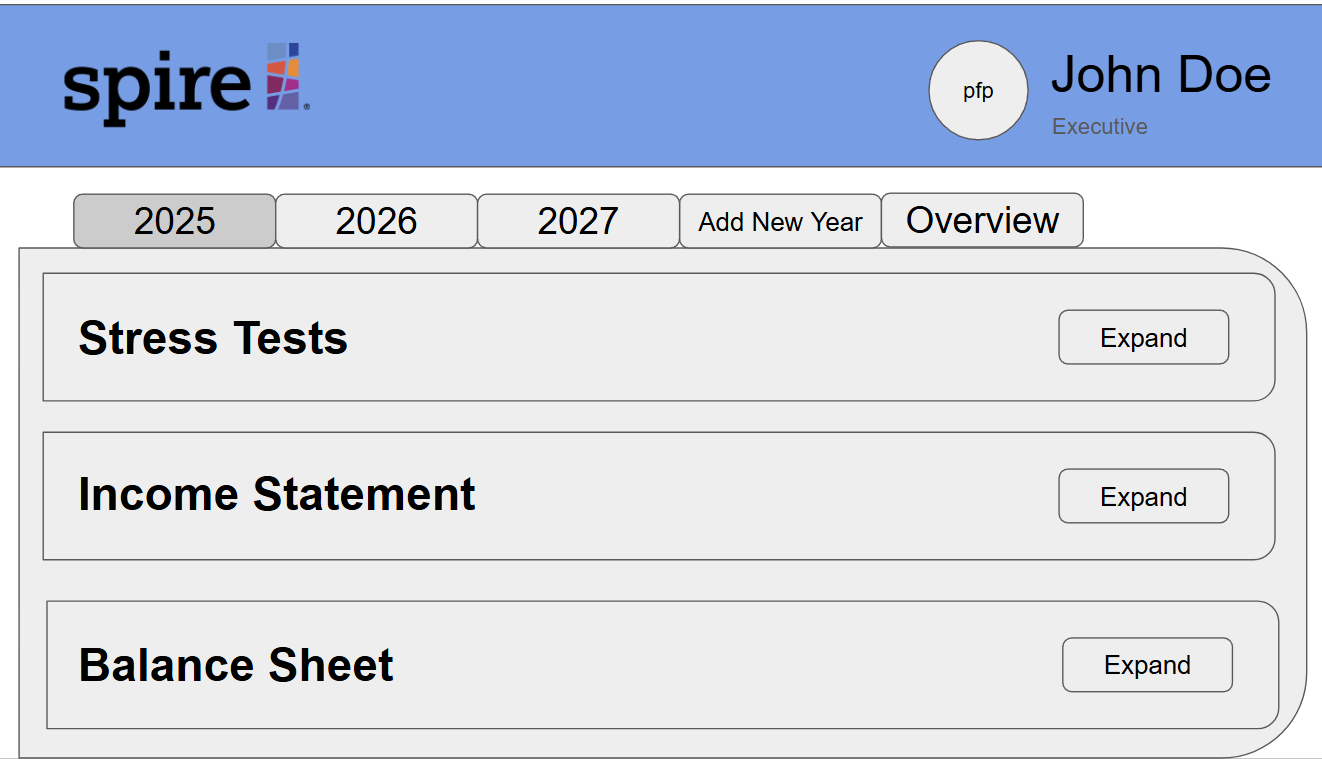 spire
pfp
John Doe
Executive
2025
2026
2027
Add New Year
Overview
Stress Tests
Expand
Income Statement
Expand
Balance Sheet
Expand